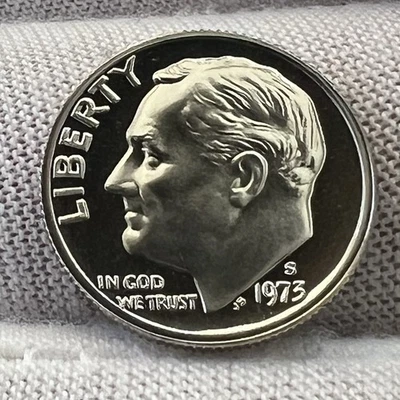 LIBERTY
IN GOD
WE TRUST
JS
S
1973